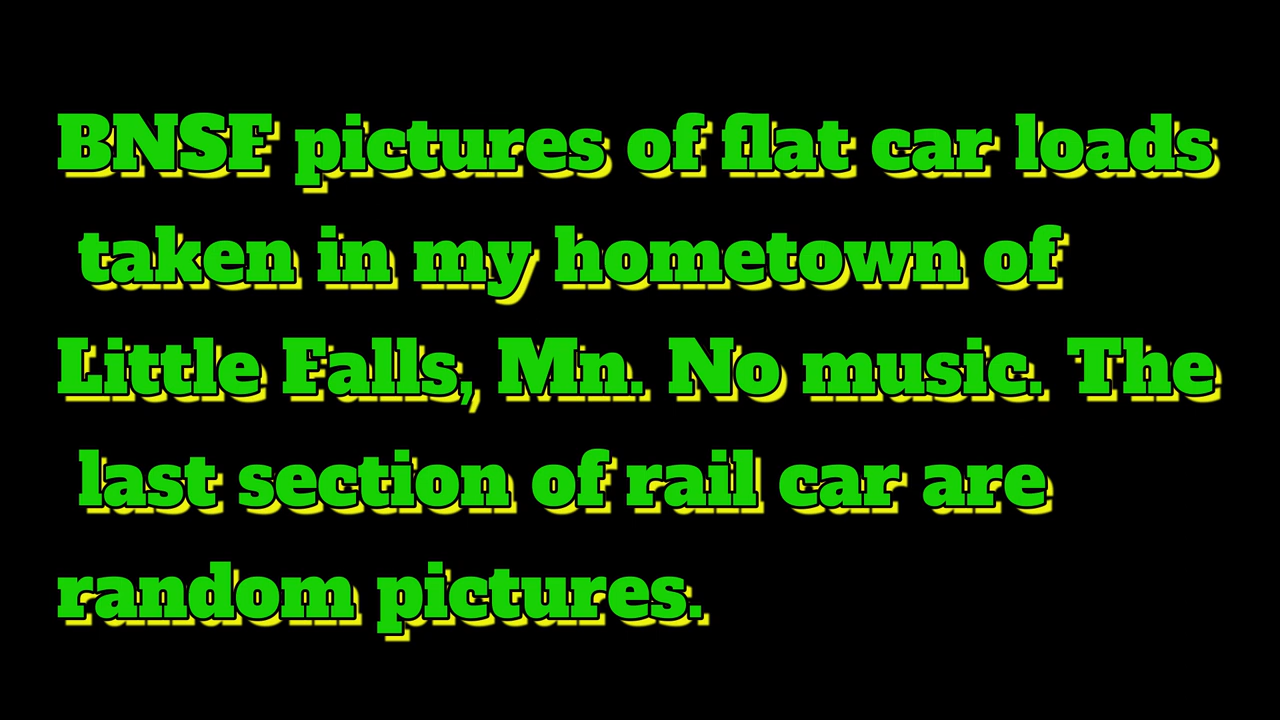 BNSF pictures of flat car loads
taken in my hometown of
Little Falls, Mn. No music. The
last section of rail car are
random pictures.